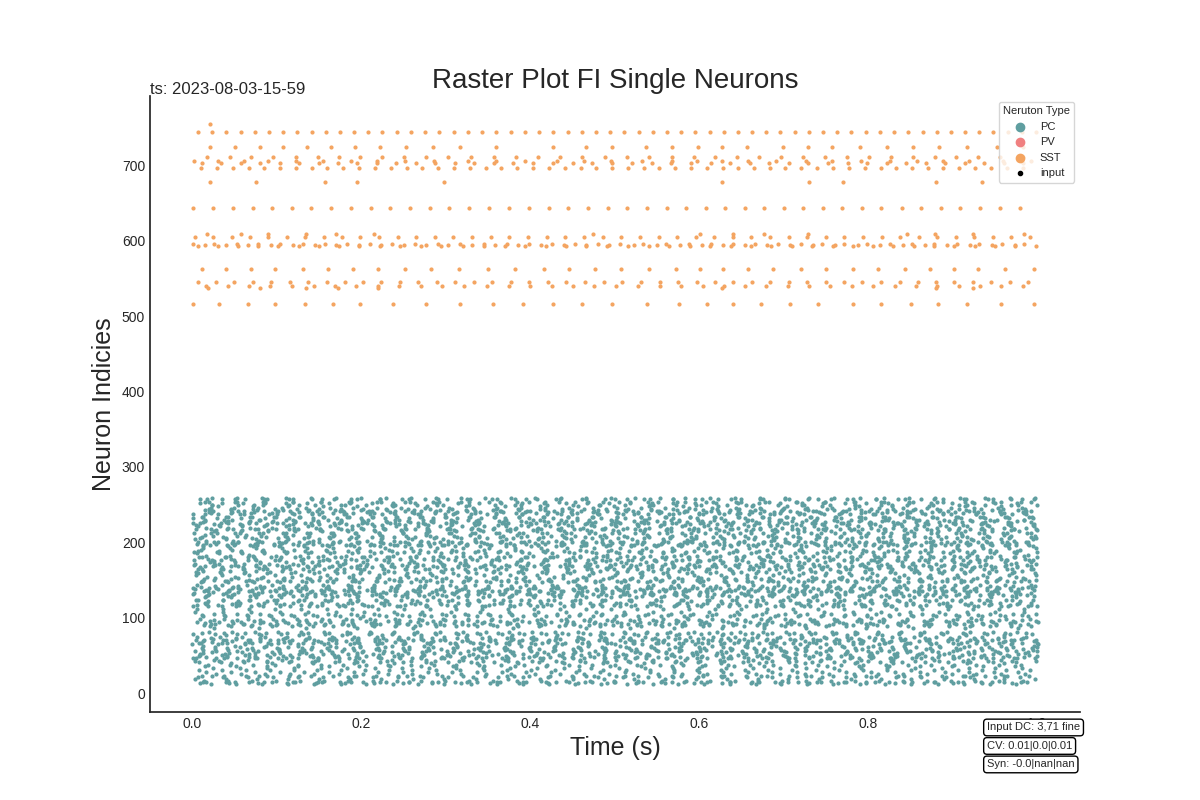 Raster Plot FI Single Neurons
ts: 2023-08-03-15-59
Neruton Type
PC
PV
SST
input
700
600
500
400
300
200
100
0
Neuron Indicies
0.0 0.2 0.4 0.6 0.8
Time (s)
Input DC: 3,71 fine
CV: 0.01|0.0|0.01
Syn: -0.0|nan|nan